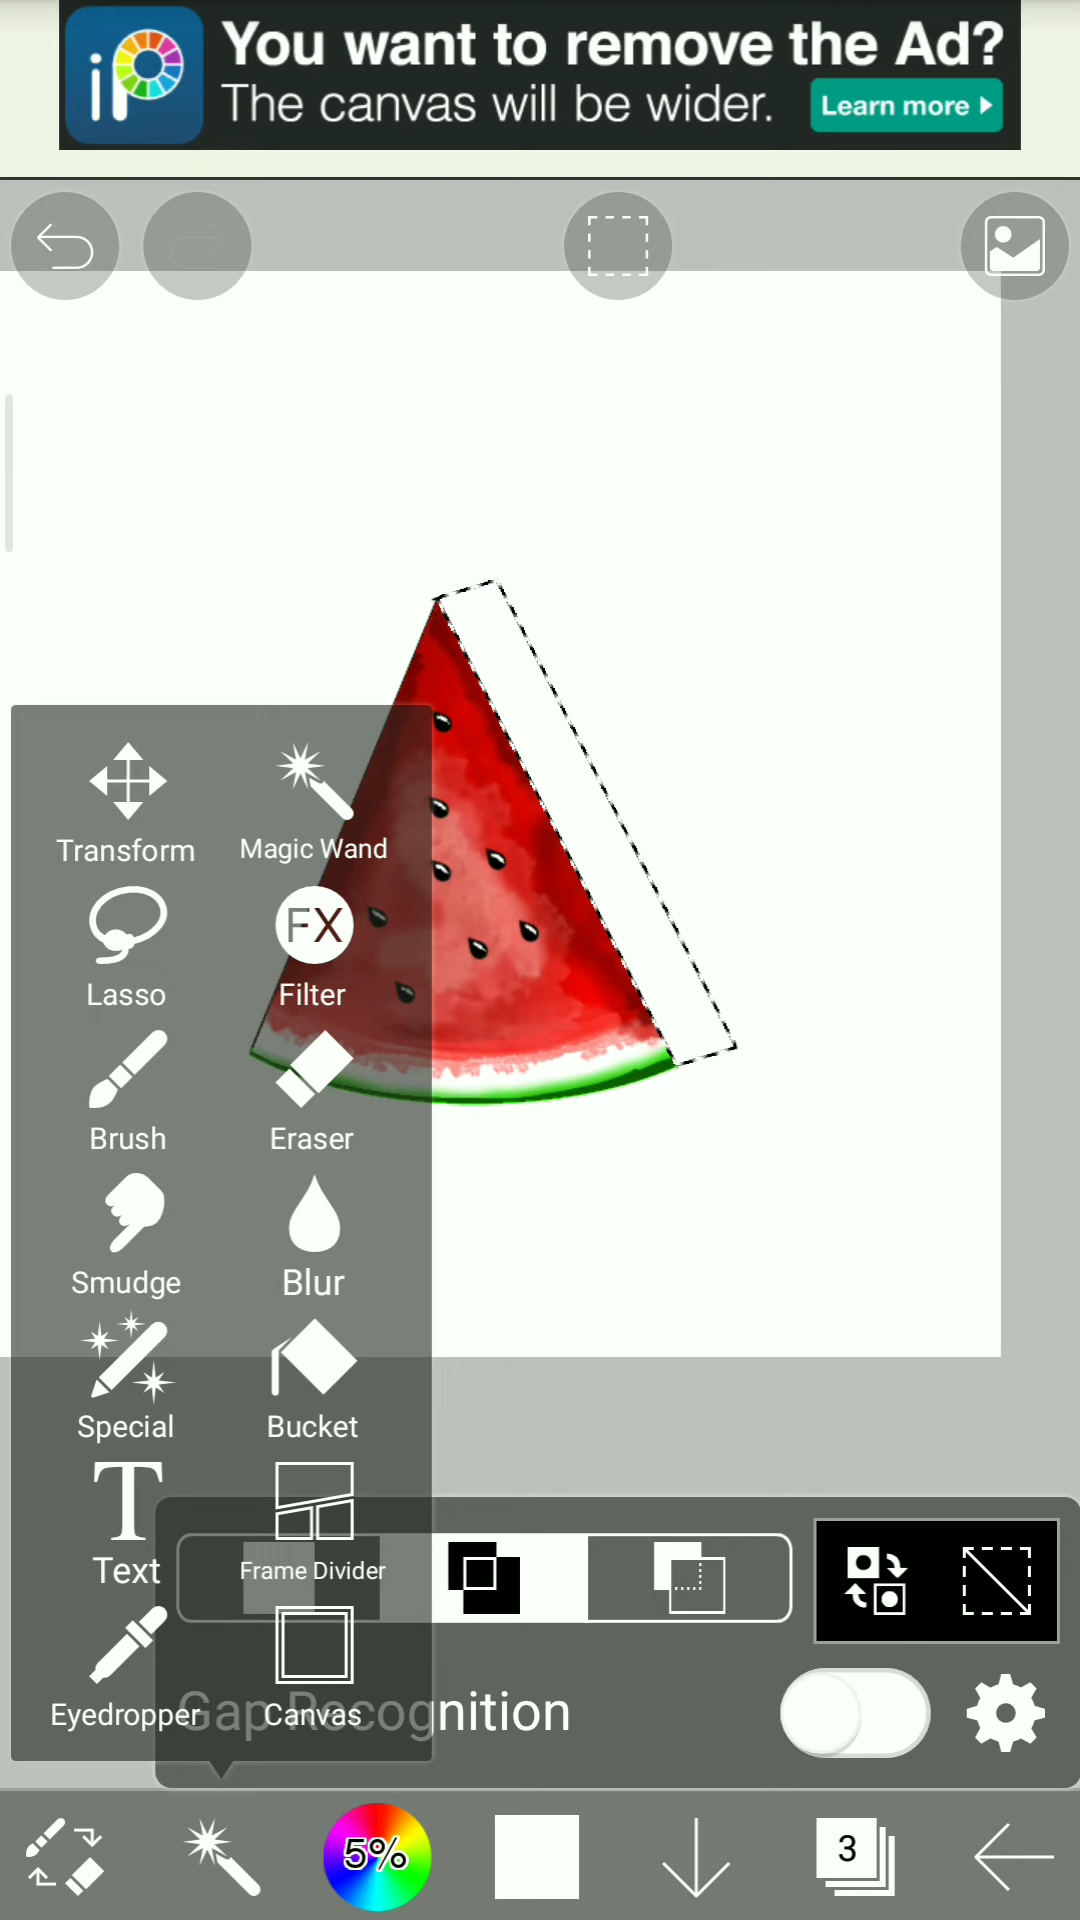 iP
You want to remove the Ad?
The canvas will be wider.
Learn more
Transform
Magic Wand
Lasso
FX
Filter
Brush
Eraser
Smudge
Blur
Special
Bucket
T
Text
Frame Divider
Eyedropper
Canvas
Gap Recognition
5%
3